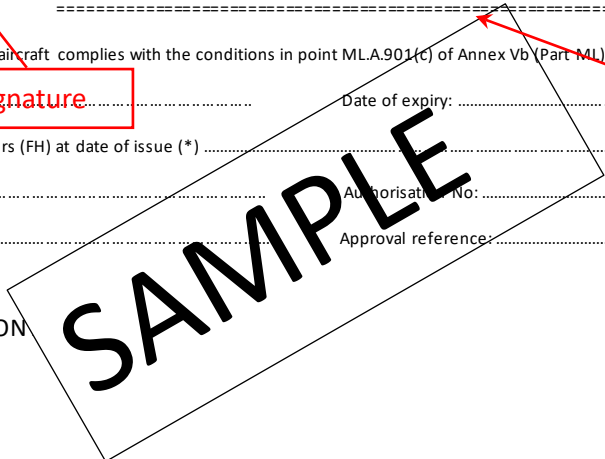 aircraft complies with the conditions in point ML.A.901(c) of Annex Vb (Part-ML)
gnature
Date of expiry:
rs (FH) at date of issue (*)
Authorisation No:
Approval reference:
SAMPLE
ON